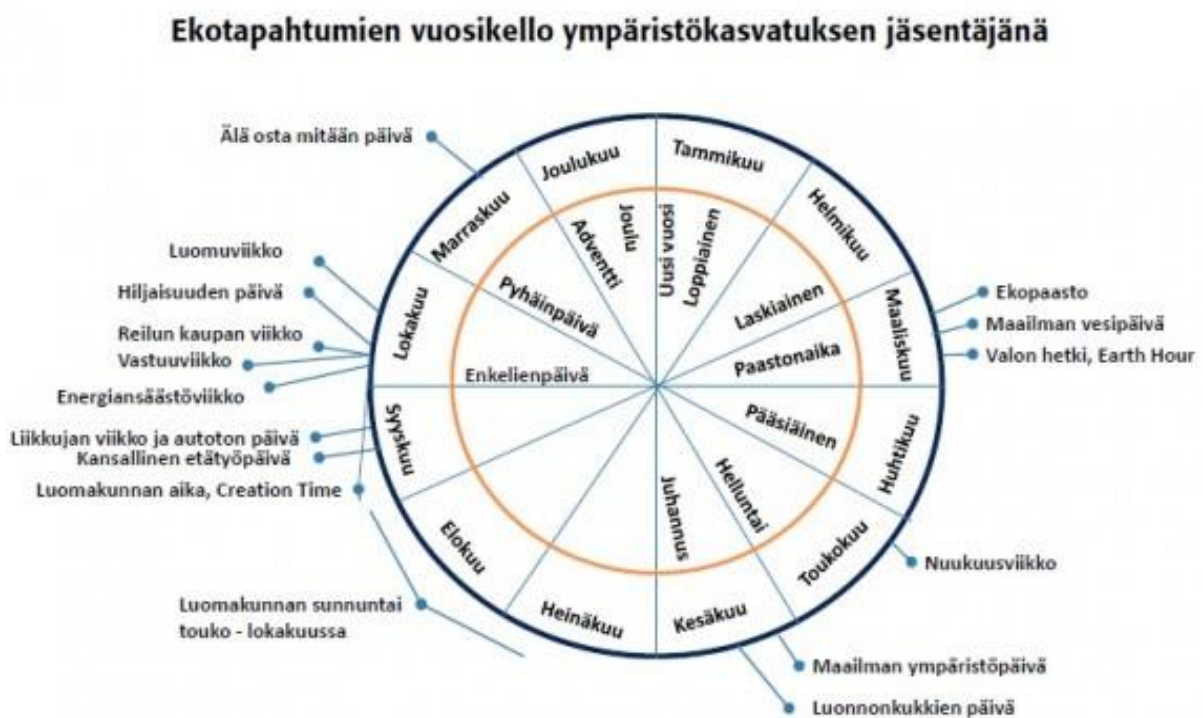 Ekotapahtumien vuosikello ympäristökasvatuksen jäsentäjänä
Tammikuu
Helmikuu
Maaliskuu
Huhtikuu
Toukokuu
Kesäkuu
Heinäkuu
Elokuu
Syyskuu
Lokakuu
Marraskuu
Joulukuu
Uusi vuosi
Loppiainen
Laskiainen
Paastonaika
Pääsiäinen
Helluntai
Juhannus
Enkelienpäivä
Pyhäinpäivä
Adventti
Joulu
Ekopaasto
Maailman vesipäivä
Valon hetki, Earth Hour
Nuukuusviikko
Maailman ympäristöpäivä
Luonnonkukkien päivä
Luomakunnan sunnuntai
touko - lokakuussa
Luomakunnan aika, Creation Time
Kansallinen etätyöpäivä
Liikkujan viikko ja autoton päivä
Energiansäästöviikko
Vastuuviikko
Reilun kaupan viikko
Hiljaisuuden päivä
Luomuviikko
Älä osta mitään päivä